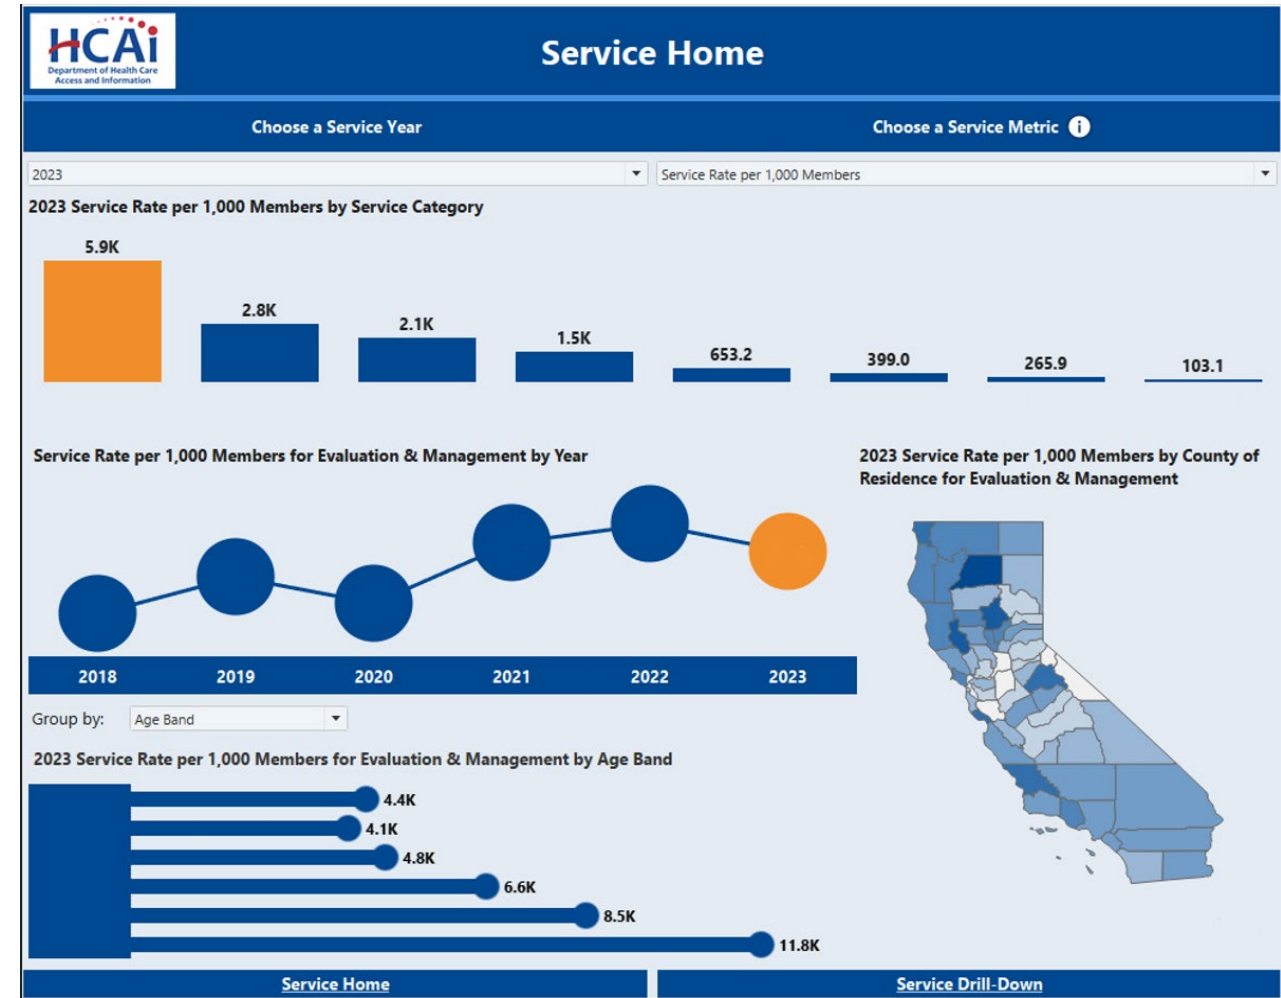 HCAi
Department of Health Care
Access and Information
Service Home
Choose a Service Year
Choose a Service Metric i
2023
Service Rate per 1,000 Members
2023 Service Rate per 1,000 Members by Service Category
5.9K
2.8K
2.1K
1.5K
653.2
399.0
265.9
103.1
Service Rate per 1,000 Members for Evaluation & Management by Year
2023 Service Rate per 1,000 Members by County of
Residence for Evaluation & Management
2018 2019 2020 2021 2022 2023
Group by: Age Band
2023 Service Rate per 1,000 Members for Evaluation & Management by Age Band
4.4K
4.1K
4.8K
6.6K
8.5K
11.8K
Service Home
Service Drill-Down